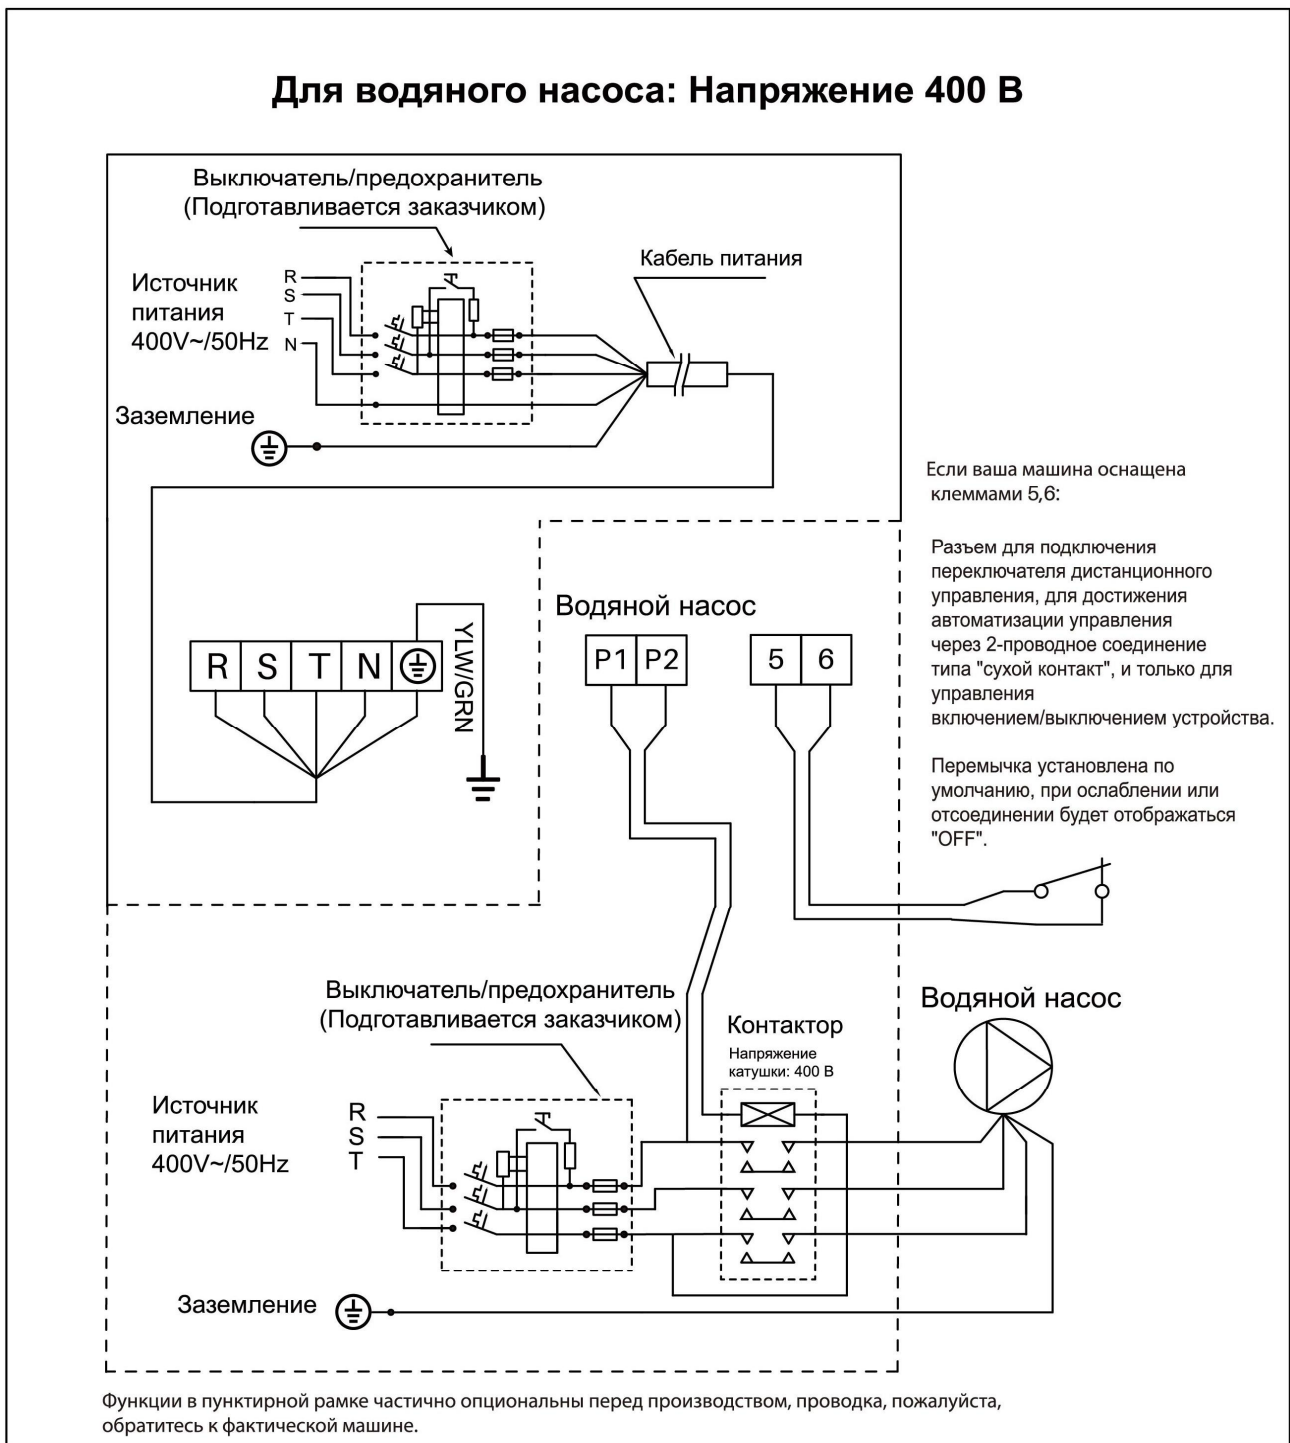 Для водяного насоса: Напряжение 400 В
Выключатель/предохранитель
(Подготавливается заказчиком)
Кабель питания
Источник
питания
400V~/50Hz
R
S
T
N
Заземление
Если ваша машина оснащена
клеммами 5,6:
Разъем для подключения
переключателя дистанционного
управления, для достижения
автоматизации управления
через 2-проводное соединение
типа "сухой контакт", и только для
управления
включением/выключением устройства.
Перемычка установлена по
умолчанию, при ослаблении или
отсоединении будет отображаться
"OFF".
Водяной насос
R S T N
YLW/GRN
P1 P2
5 6
Выключатель/предохранитель
(Подготавливается заказчиком)
Контактор
Напряжение
катушки: 400 В
Водяной насос
Источник
питания
400V~/50Hz
R
S
T
Заземление
Функции в пунктирной рамке частично опциональны перед производством, проводка, пожалуйста,
обратитесь к фактической машине.